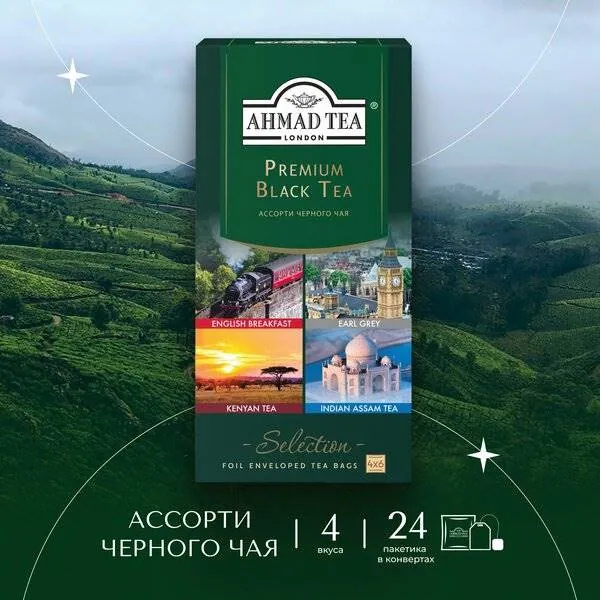 AHMAD TEA®
LONDON
PREMIUM
BLACK TEA
АССОРТИ ЧЕРНОГО ЧАЯ
ENGLISH BREAKFAST
EARL GREY
KENYAN TEA
INDIAN ASSAM TEA
- Selection -
FOIL ENVELOPED TEA BAGS
4x6
АССОРТИ
ЧЕРНОГО ЧАЯ
4
вкуса
24
пакетика
в конвертах